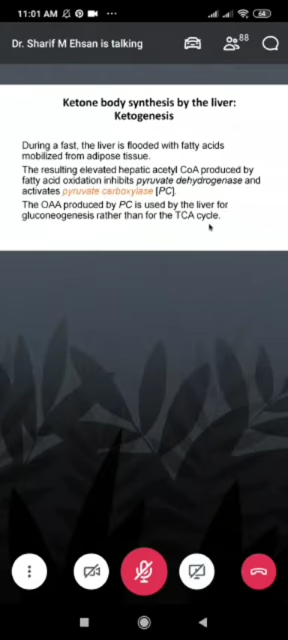 11:01 AM
64
Dr. Sharif M Ehsan is talking
88
Ketone body synthesis by the liver:
Ketogenesis
During a fast, the liver is flooded with fatty acids
mobilized from adipose tissue.
The resulting elevated hepatic acetyl CoA produced by
fatty acid oxidation inhibits pyruvate dehydrogenase and
activates pyruvate carboxylase [PC].
The OAA produced by PC is used by the liver for
gluconeogenesis rather than for the TCA cycle.